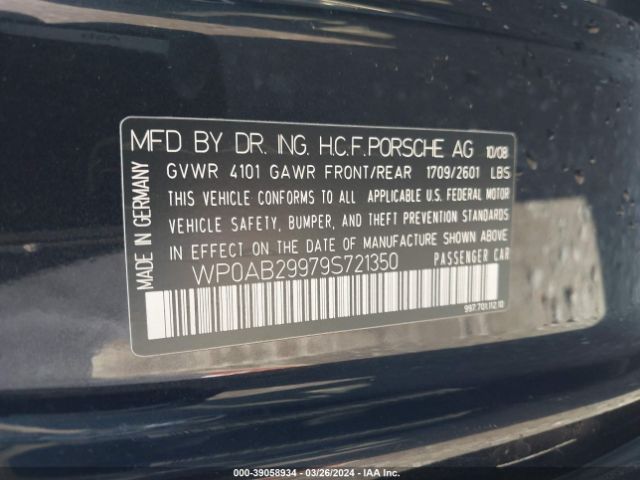 MFD BY DR. ING. H.C.F. PORSCHE AG 10/08
GVWR 4101 GAWR FRONT/REAR 1709/2601 LBS
THIS VEHICLE CONFORMS TO ALL APPLICABLE U.S. FEDERAL MOTOR
VEHICLE SAFETY, BUMPER, AND THEFT PREVENTION STANDARDS
IN EFFECT ON THE DATE OF MANUFACTURE SHOWN ABOVE.
WP0AB29979S721350 PASSENGER CAR
997.701.112.10
MADE IN GERMANY
000-39058934 / 03/26/2024 / IAA Inc.